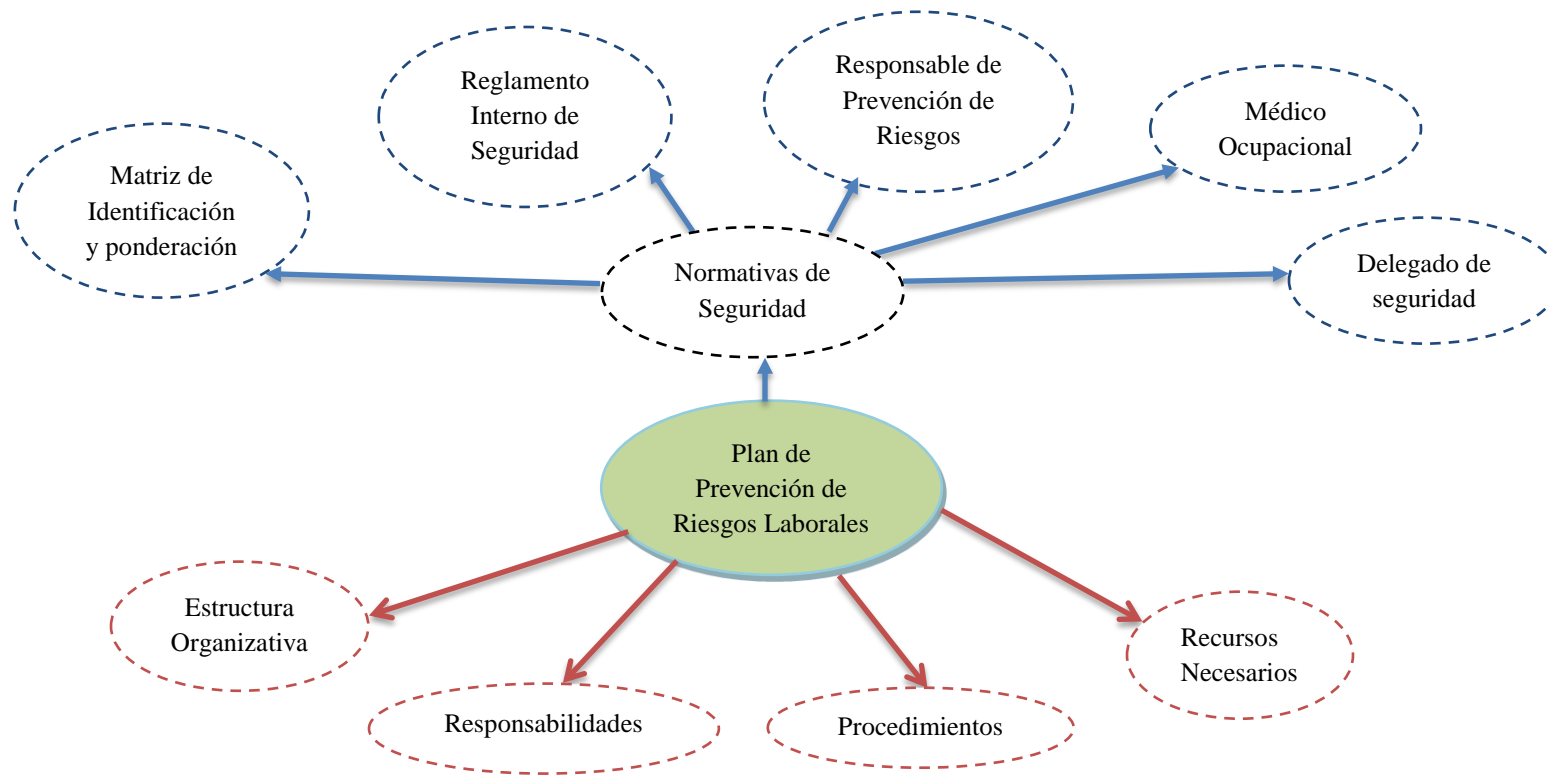 Reglamento
Interno de
Seguridad
Responsable de
Prevención de
Riesgos
Médico
Ocupacional
Matriz de
Identificación
y ponderación
Normativas de
Seguridad
Delegado de
seguridad
Plan de
Prevención de
Riesgos Laborales
Estructura
Organizativa
Responsabilidades
Procedimientos
Recursos
Necesarios